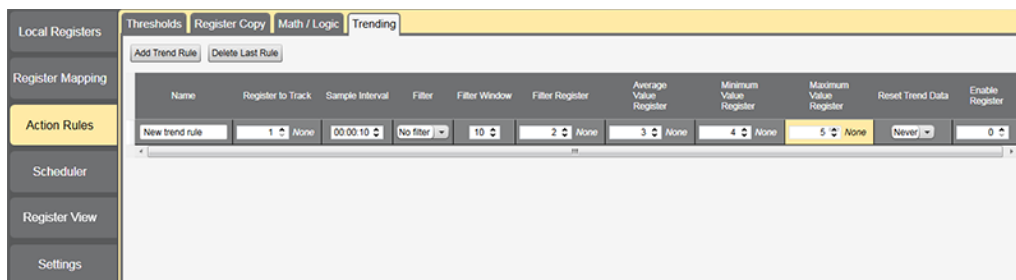 Local Registers
Register Mapping
Action Rules
Scheduler
Register View
Settings
Thresholds Register Copy Math / Logic Trending
Add Trend Rule Delete Last Rule
Name Register to Track Sample Interval Filter Filter Window Filter Register Average Value Register Minimum Value Register Maximum Value Register Reset Trend Data Enable Register
New trend rule 1 None 00:00:10 No filter 10 2 None 3 None 4 None 5 None Never 0